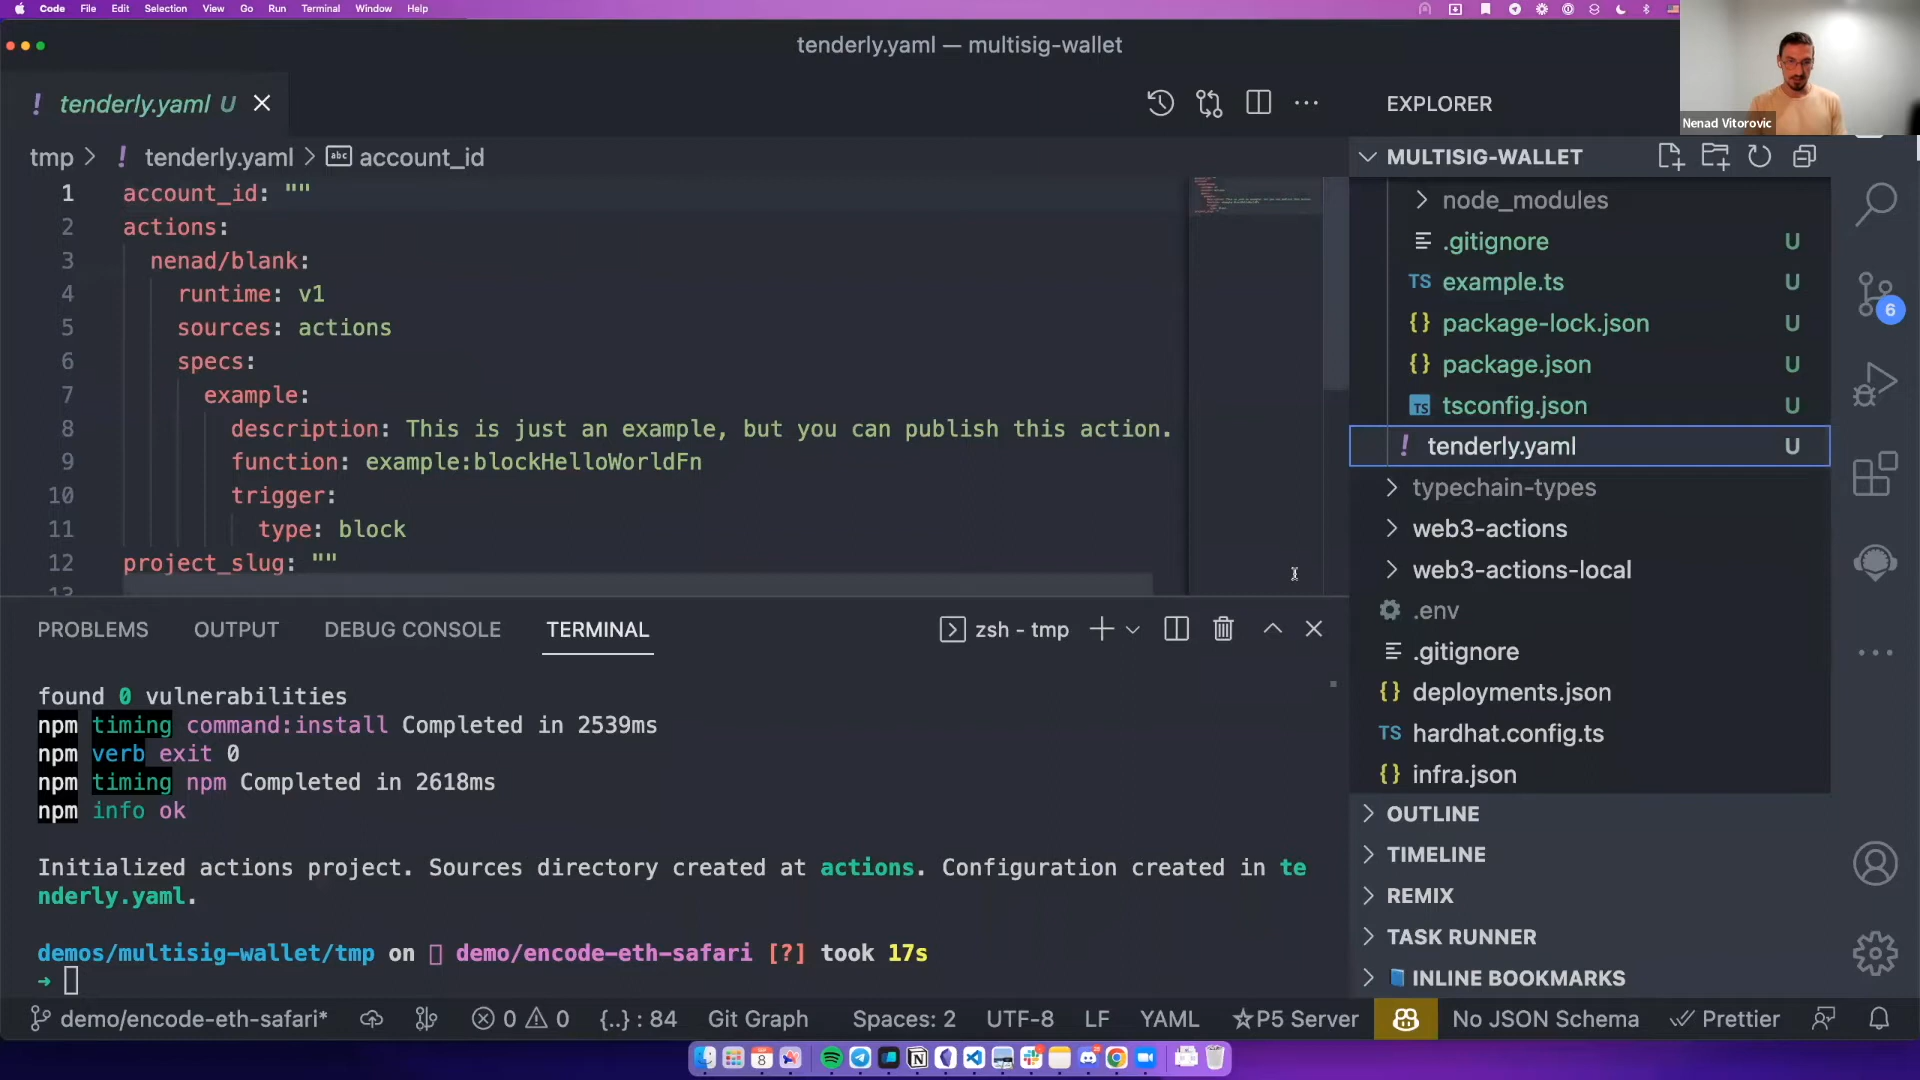 Code File Edit Selection View Go Run Terminal Window Help
tenderly.yaml — multisig-wallet
Nenad Vitorovic
! tenderly.yaml U
EXPLORER
tmp > ! tenderly.yaml > abc account_id
MULTISIG-WALLET
1 account_id: ""
2 actions:
3 nenad/blank:
4 runtime: v1
5 sources: actions
6 specs:
7 example:
8 description: This is just an example, but you can publish this action.
9 function: example:blockHelloWorldFn
10 trigger:
11 type: block
12 project_slug: ""
13
node_modules
.gitignore U
TS example.ts U
{} package-lock.json U
{} package.json U
TS tsconfig.json U
! tenderly.yaml U
typechain-types
web3-actions
web3-actions-local
.env
.gitignore
{} deployments.json
TS hardhat.config.ts
{} infra.json
OUTLINE
TIMELINE
REMIX
TASK RUNNER
INLINE BOOKMARKS
6
PROBLEMS OUTPUT DEBUG CONSOLE TERMINAL zsh - tmp
found 0 vulnerabilities
npm timing command:install Completed in 2539ms
npm verb exit 0
npm timing npm Completed in 2618ms
npm info ok
Initialized actions project. Sources directory created at actions. Configuration created in te
nderly.yaml.
demos/multisig-wallet/tmp on demo/encode-eth-safari [?] took 17s
➜
demo/encode-eth-safari* 0 0 {..} : 84 Git Graph Spaces: 2 UTF-8 LF YAML P5 Server No JSON Schema Prettier
8